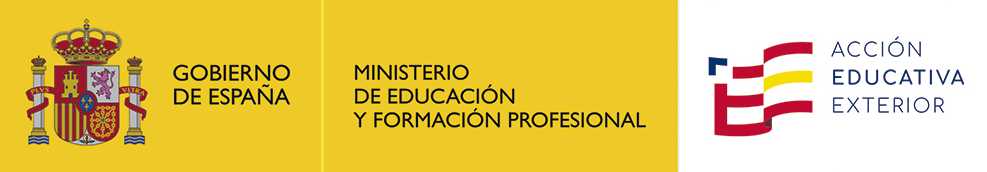 PLVS VLTRA
GOBIERNO
DE ESPAÑA
MINISTERIO
DE EDUCACIÓN
Y FORMACIÓN PROFESIONAL
ACCIÓN
EDUCATIVA
EXTERIOR